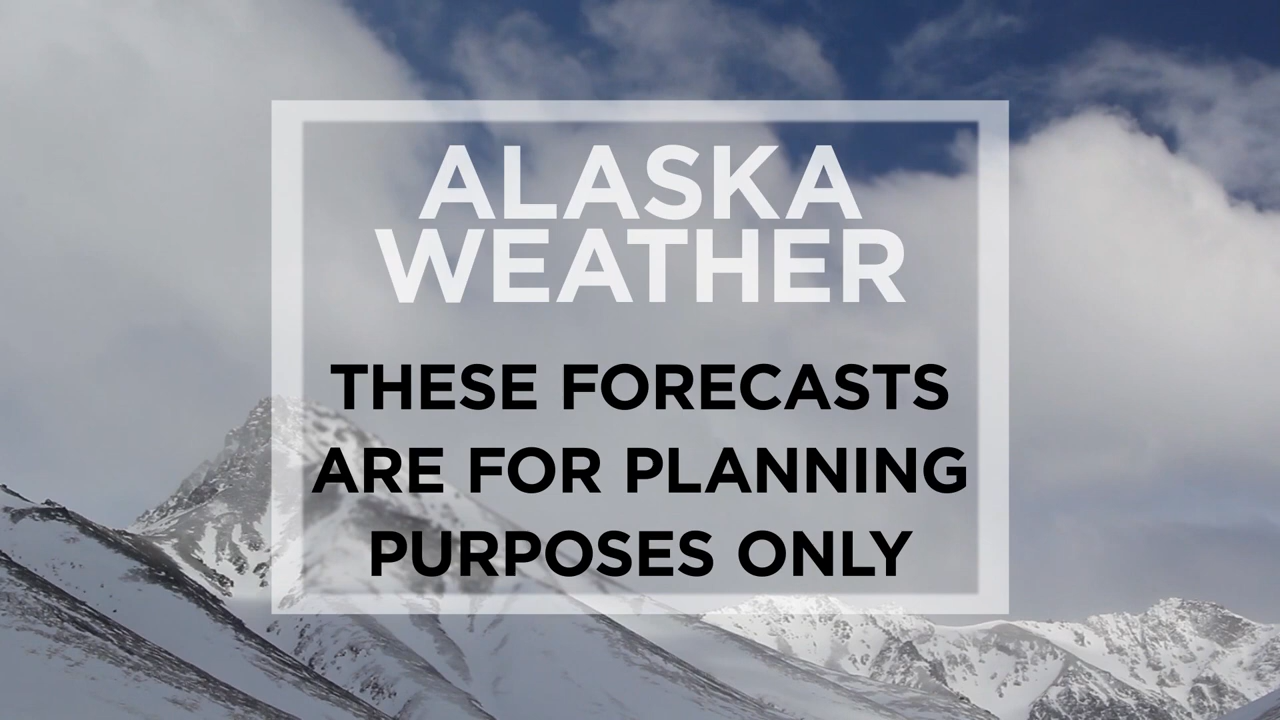 ALASKA
WEATHER
THESE FORECASTS
ARE FOR PLANNING
PURPOSES ONLY